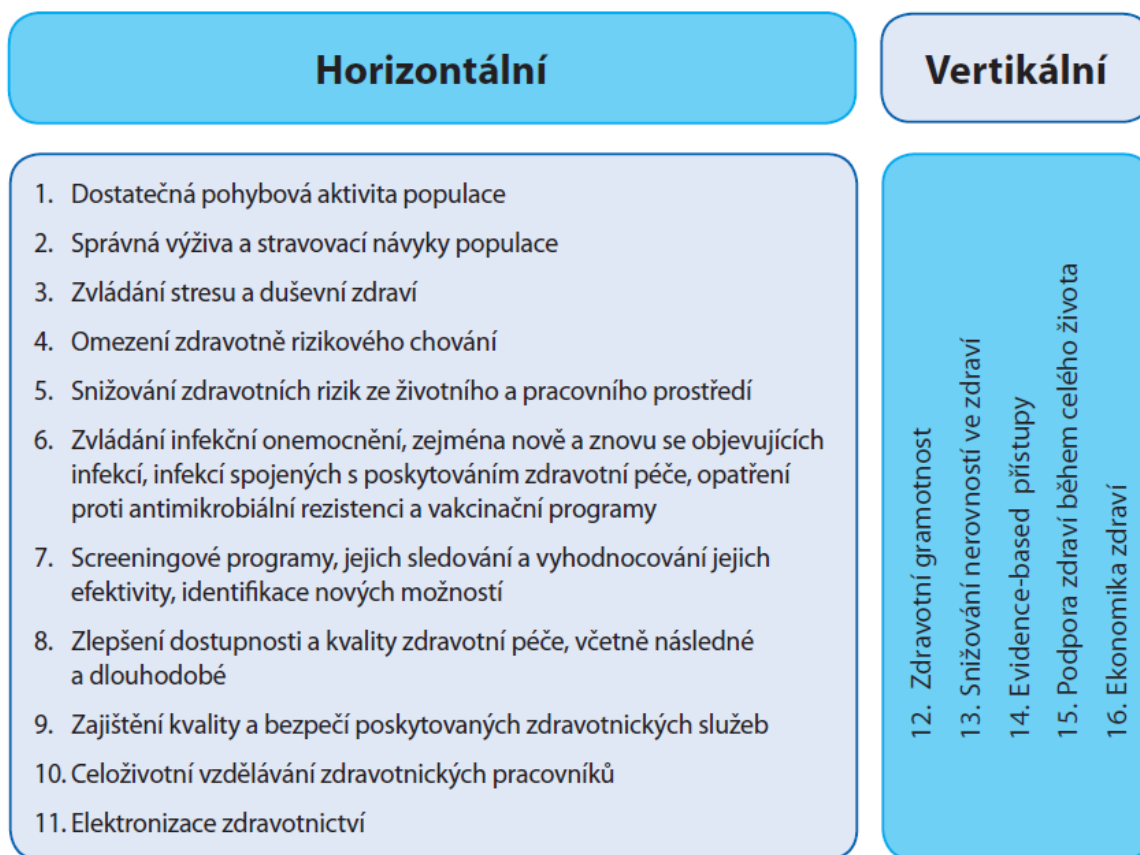 Horizontální
Vertikální
1. Dostatečná pohybová aktivita populace
2. Správná výživa a stravovací návyky populace
3. Zvládání stresu a duševní zdraví
4. Omezení zdravotně rizikového chování
5. Snižování zdravotních rizik ze životního a pracovního prostředí
6. Zvládání infekční onemocnění, zejména nově a znovu se objevujících
infekcí, infekcí spojených s poskytováním zdravotní péče, opatření
proti antimikrobiální rezistenci a vakcinační programy
7. Screeningové programy, jejich sledování a vyhodnocování jejich
efektivity, identifikace nových možností
8. Zlepšení dostupnosti a kvality zdravotní péče, včetně následné
a dlouhodobé
9. Zajištění kvality a bezpečí poskytovaných zdravotnických služeb
10. Celoživotní vzdělávání zdravotnických pracovníků
11. Elektronizace zdravotnictví
12. Zdravotní gramotnost
13. Snižování nerovností ve zdraví
14. Evidence-based přístupy
15. Podpora zdraví během celého života
16. Ekonomika zdraví